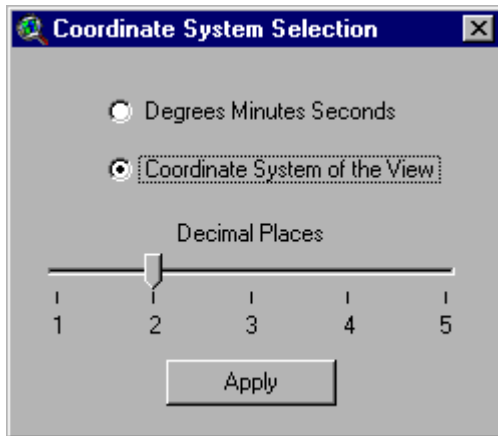 Coordinate System Selection
Degrees Minutes Seconds
Coordinate System of the View
Decimal Places
1 2 3 4 5
Apply